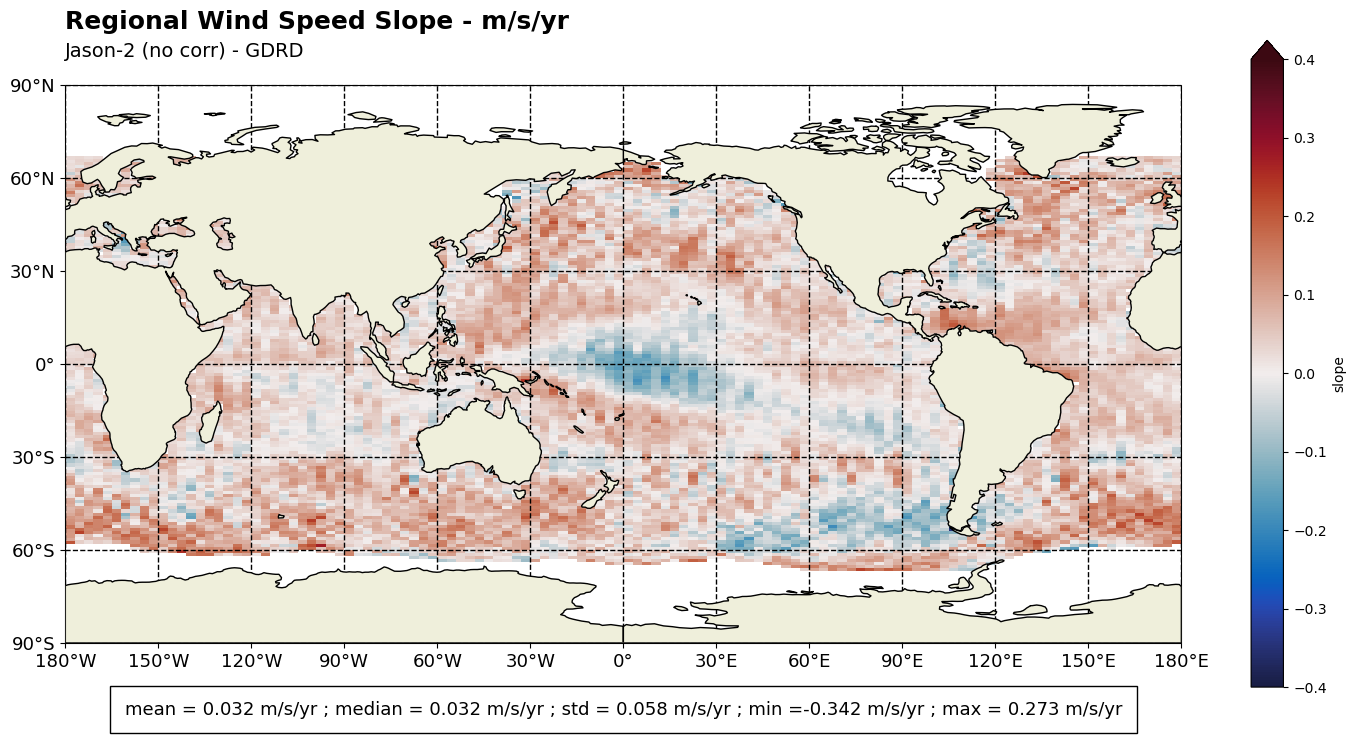 Regional Wind Speed Slope - m/s/yr
Jason-2 (no corr) - GDRD
90°N
60°N
30°N
0°
30°S
60°S
90°S
180°W 150°W 120°W 90°W 60°W 30°W 0° 30°E 60°E 90°E 120°E 150°E 180°E
0.4
0.3
0.2
0.1
0.0
−0.1
−0.2
−0.3
−0.4
slope
mean = 0.032 m/s/yr ; median = 0.032 m/s/yr ; std = 0.058 m/s/yr ; min =-0.342 m/s/yr ; max = 0.273 m/s/yr